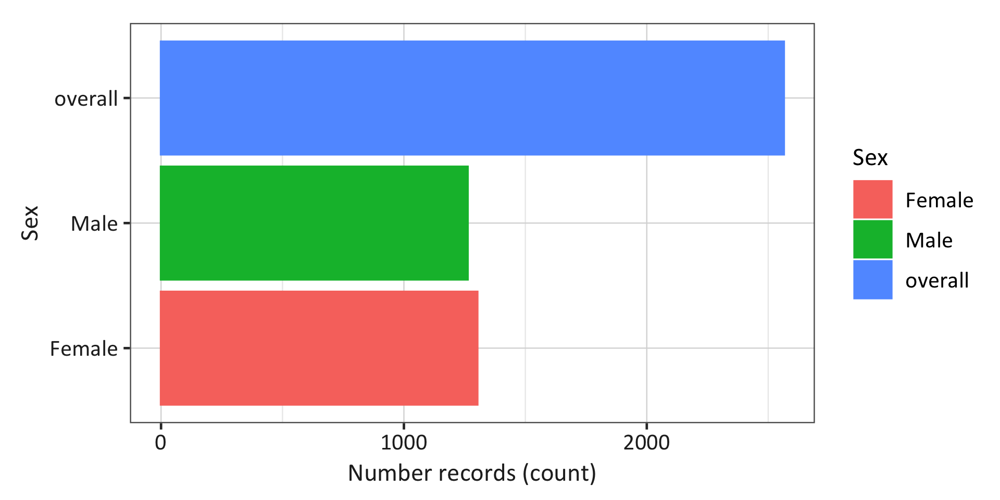 overall
Male
Female
Sex
0 1000 2000
Number records (count)
Sex
Female
Male
overall